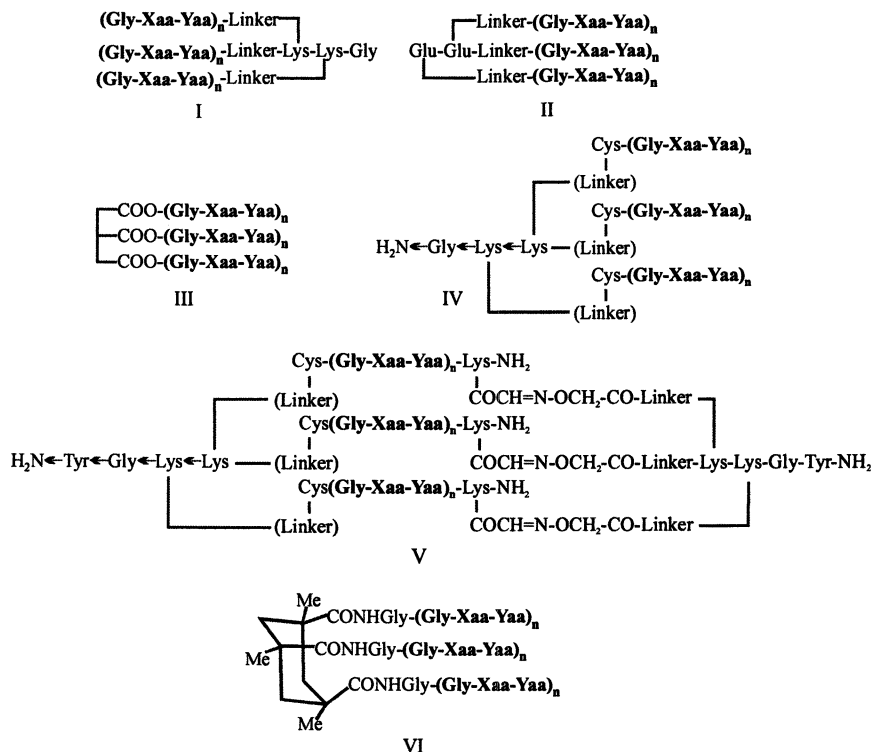 (Gly-Xaa-Yaa)n-Linker
(Gly-Xaa-Yaa)n-Linker-Lys-Lys-Gly
(Gly-Xaa-Yaa)n-Linker
I
Linker-(Gly-Xaa-Yaa)n
Glu-Glu-Linker-(Gly-Xaa-Yaa)n
Linker-(Gly-Xaa-Yaa)n
II
COO-(Gly-Xaa-Yaa)n
COO-(Gly-Xaa-Yaa)n
COO-(Gly-Xaa-Yaa)n
III
Cys-(Gly-Xaa-Yaa)n
(Linker)
Cys-(Gly-Xaa-Yaa)n
H2N←Gly←Lys←Lys—(Linker)
Cys-(Gly-Xaa-Yaa)n
(Linker)
IV
Cys-(Gly-Xaa-Yaa)n-Lys-NH2
(Linker) COCH=N-OCH2-CO-Linker
Cys(Gly-Xaa-Yaa)n-Lys-NH2
H2N←Tyr←Gly←Lys←Lys—(Linker) COCH=N-OCH2-CO-Linker-Lys-Lys-Gly-Tyr-NH2
Cys(Gly-Xaa-Yaa)n-Lys-NH2
(Linker) COCH=N-OCH2-CO-Linker
V
Me
CONHGly-(Gly-Xaa-Yaa)n
CONHGly-(Gly-Xaa-Yaa)n
Me
CONHGly-(Gly-Xaa-Yaa)n
Me
VI